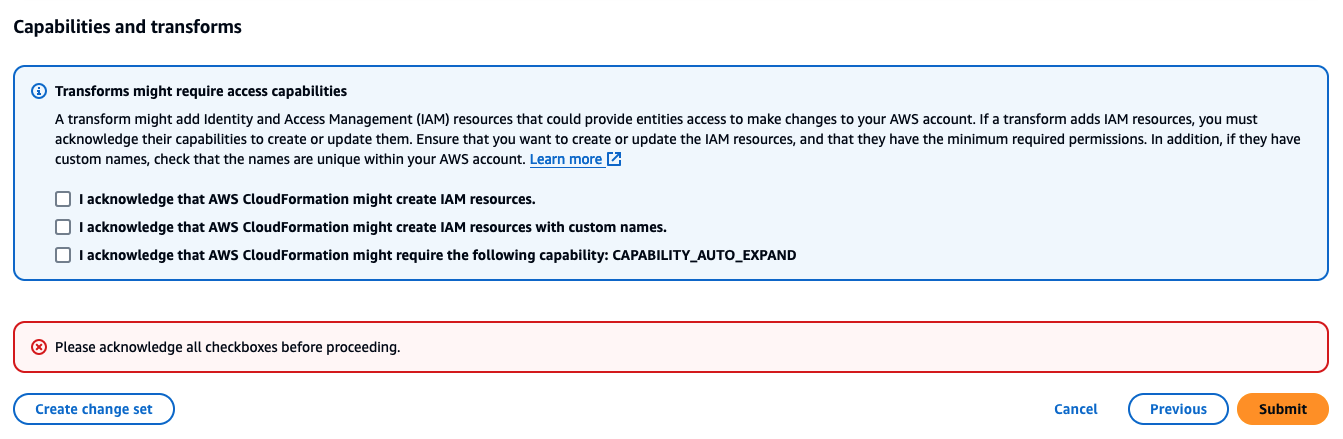 Capabilities and transforms
Transforms might require access capabilities
A transform might add Identity and Access Management (IAM) resources that could provide entities access to make changes to your AWS account. If a transform adds IAM resources, you must
acknowledge their capabilities to create or update them. Ensure that you want to create or update the IAM resources, and that they have the minimum required permissions. In addition, if they have
custom names, check that the names are unique within your AWS account. Learn more
I acknowledge that AWS CloudFormation might create IAM resources.
I acknowledge that AWS CloudFormation might create IAM resources with custom names.
I acknowledge that AWS CloudFormation might require the following capability: CAPABILITY_AUTO_EXPAND
Please acknowledge all checkboxes before proceeding.
Create change set Cancel Previous Submit